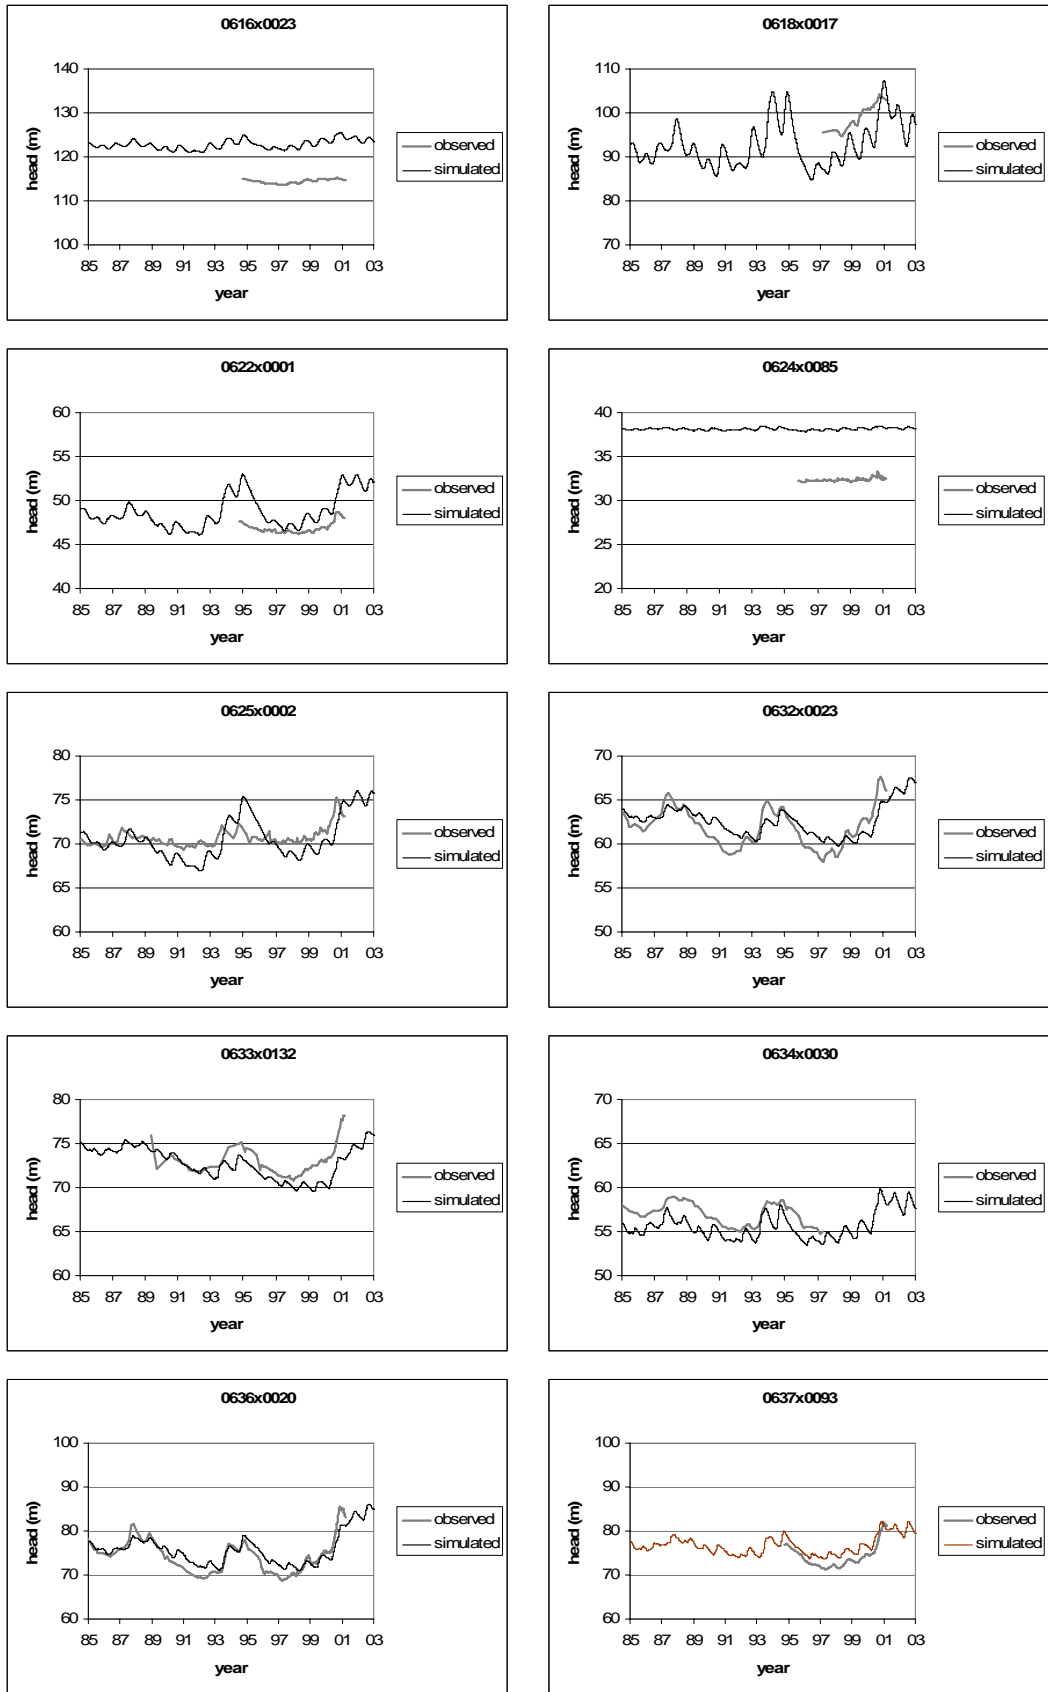 0616x0023
140
130
120
110
100
head (m)
85 87 89 91 93 95 97 99 01 03
year
observed
simulated
0618x0017
110
100
90
80
70
head (m)
85 87 89 91 93 95 97 99 01 03
year
observed
simulated
0622x0001
60
55
50
45
40
head (m)
85 87 89 91 93 95 97 99 01 03
year
observed
simulated
0624x0085
40
35
30
25
20
head (m)
85 87 89 91 93 95 97 99 01 03
year
observed
simulated
0625x0002
80
75
70
65
60
head (m)
85 87 89 91 93 95 97 99 01 03
year
observed
simulated
0632x0023
70
65
60
55
50
head (m)
85 87 89 91 93 95 97 99 01 03
year
observed
simulated
0633x0132
80
75
70
65
60
head (m)
85 87 89 91 93 95 97 99 01 03
year
observed
simulated
0634x0030
70
65
60
55
50
head (m)
85 87 89 91 93 95 97 99 01 03
year
observed
simulated
0636x0020
100
90
80
70
60
head (m)
85 87 89 91 93 95 97 99 01 03
year
observed
simulated
0637x0093
100
90
80
70
60
head (m)
85 87 89 91 93 95 97 99 01 03
year
observed
simulated